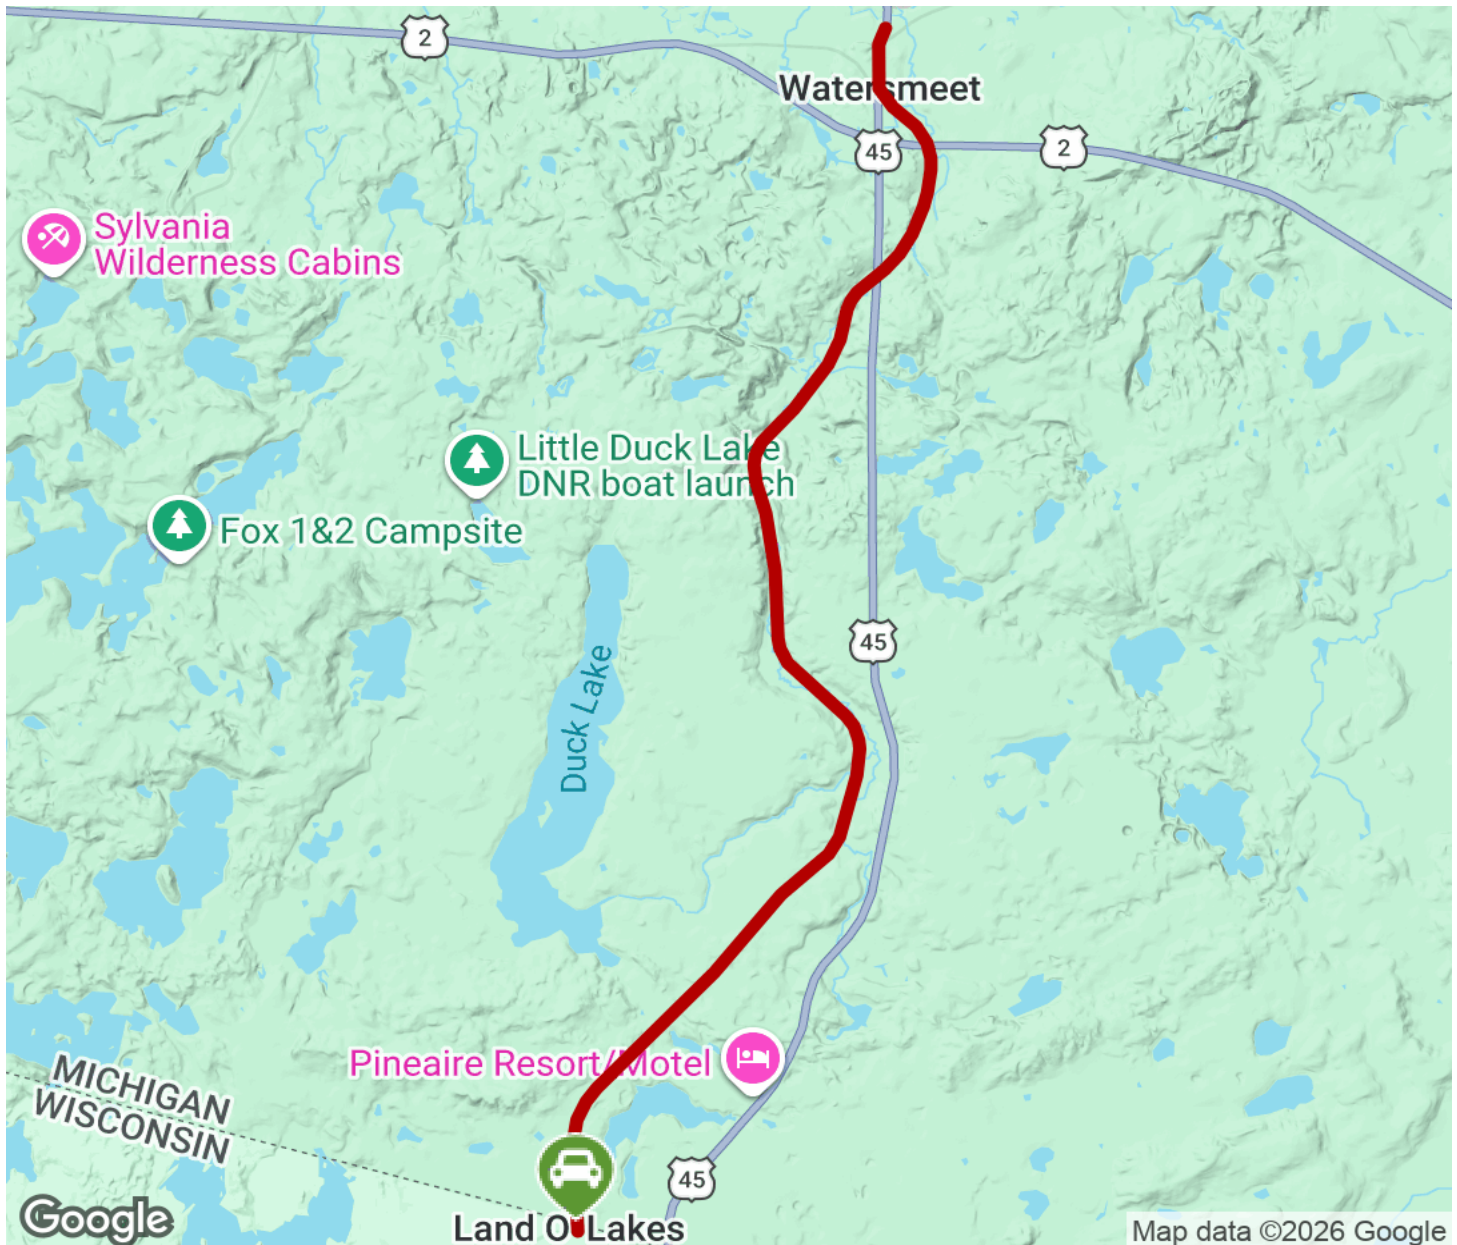 2
Watersmeet
45
2
Sylvania
Wilderness Cabins
Little Duck Lake
DNR boat launch
Fox 1&2 Campsite
45
Duck Lake
Pineaire Resort/Motel
MICHIGAN
WISCONSIN
45
Google
Land O' Lakes
Map data ©2026 Google